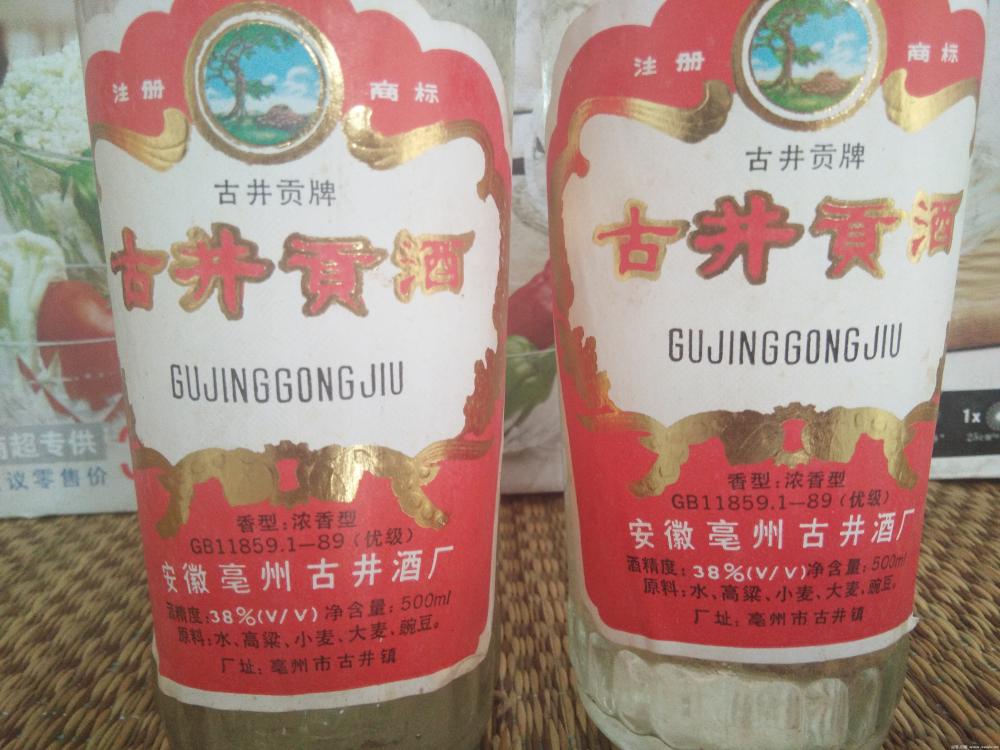 注册 商标
古井贡牌
古井贡酒
GUJINGGONGJIU
香型:浓香型
GB11859.1—89(优级)
安徽亳州古井酒厂
酒精度:38%(V/V) 净含量:500ml
原料:水、高粱、小麦、大麦、豌豆。
厂址:亳州市古井镇
注册 商标
古井贡牌
古井贡酒
GUJINGGONGJIU
香型:浓香型
GB11859.1—89(优级)
安徽亳州古井酒厂
酒精度:38%(V/V)净含量:500ml
原料:水、高粱、小麦、大麦、豌豆。
厂址:亳州市古井镇
商超专供
议零售价
1x